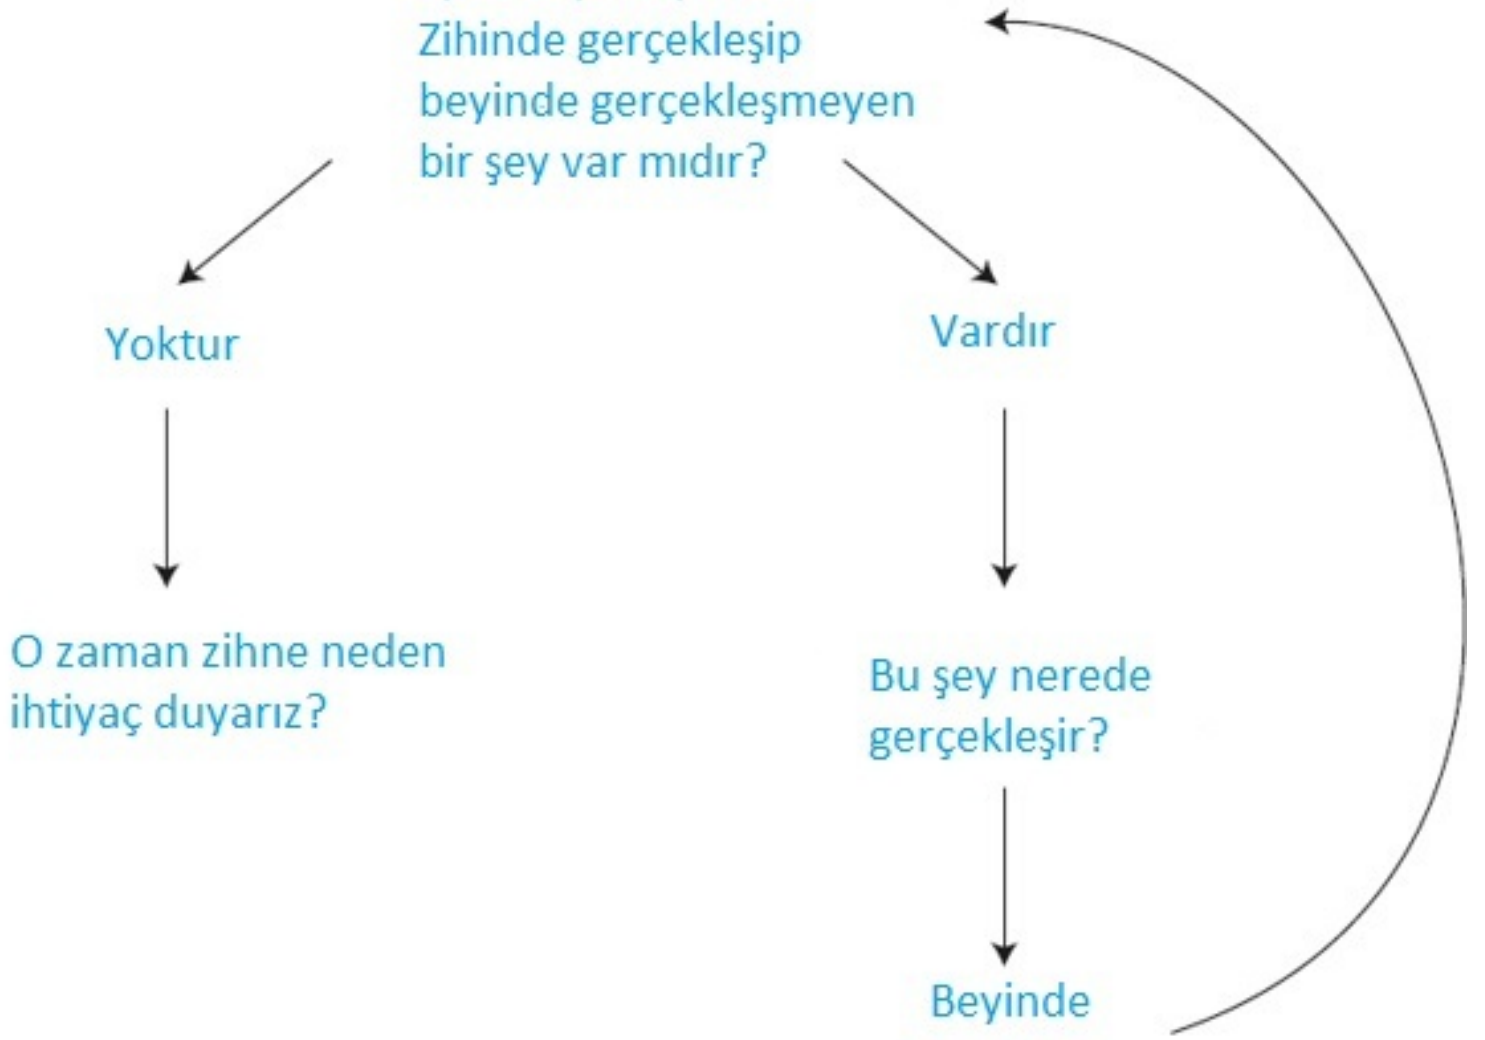 Zihinde gerçekleşip
beyinde gerçekleşmeyen
bir şey var mıdır?
Yoktur
Vardır
O zaman zihne neden
ihtiyaç duyarız?
Bu şey nerede
gerçekleşir?
Beyinde